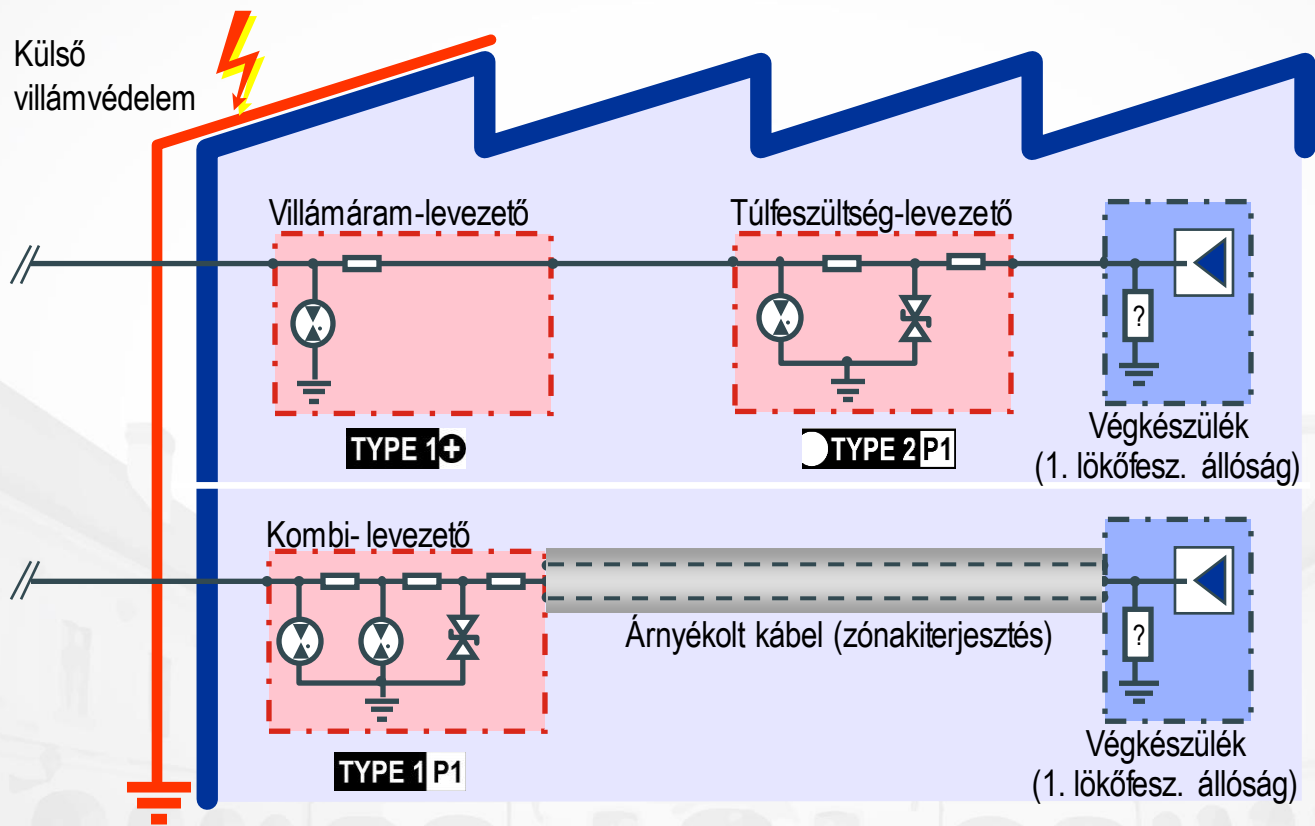 Külső
villámvédelem
Villámáram-levezető
Túlfeszültség-levezető
?
TYPE 1+
TYPE 2 P1
Végkészülék
(1. lökőfesz. állóság)
Kombi- levezető
Árnyékolt kábel (zónakiterjesztés)
?
TYPE 1 P1
Végkészülék
(1. lökőfesz. állóság)